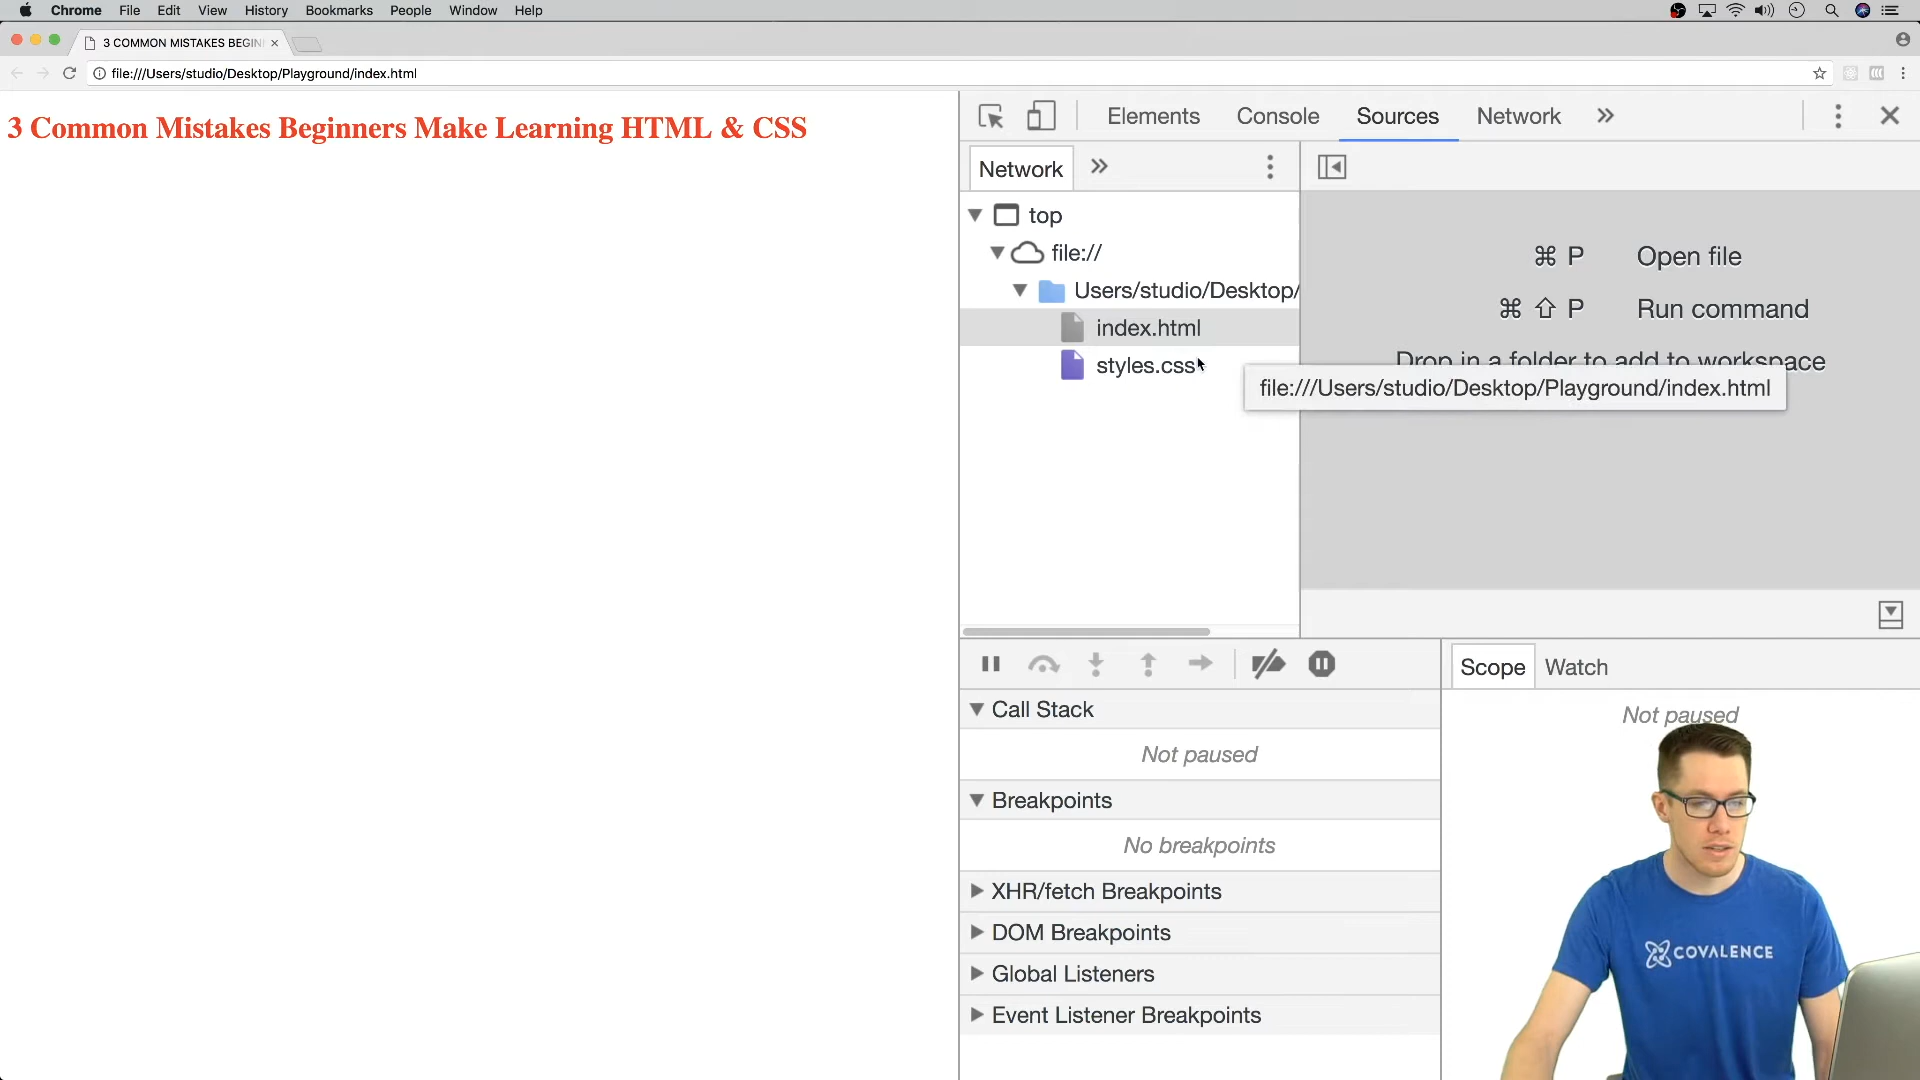 Chrome File Edit View History Bookmarks People Window Help
3 COMMON MISTAKES BEGIN
file:///Users/studio/Desktop/Playground/index.html
3 Common Mistakes Beginners Make Learning HTML & CSS
Elements Console Sources Network
Network
top
file://
Users/studio/Desktop/
index.html
styles.css
⌘ P Open file
⌘ ⇧ P Run command
Drop in a folder to add to workspace
file:///Users/studio/Desktop/Playground/index.html
Scope Watch
Not paused
Call Stack
Not paused
Breakpoints
No breakpoints
XHR/fetch Breakpoints
DOM Breakpoints
Global Listeners
Event Listener Breakpoints
COVALENCE